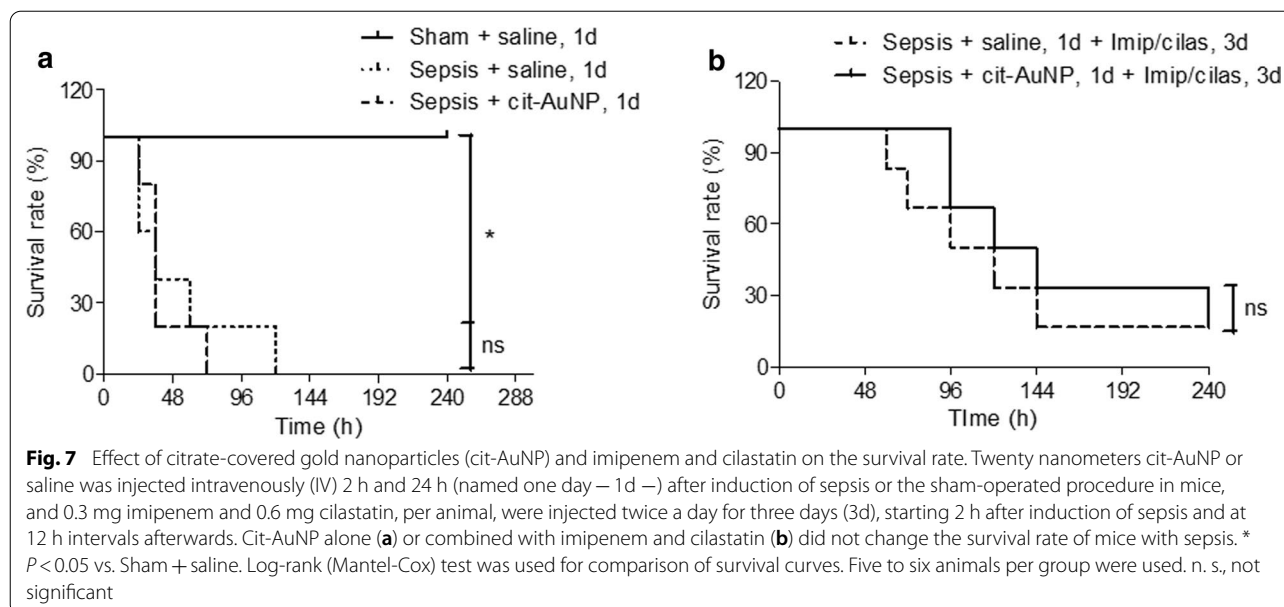 a
Sham + saline, 1d
Sepsis + saline, 1d
Sepsis + cit-AuNP, 1d
120
90
60
30
0
Survival rate (%)
*
ns
0 48 96 144 192 240 288
Time (h)
b
Sepsis + saline, 1d + Imip/cilas, 3d
Sepsis + cit-AuNP, 1d + Imip/cilas, 3d
120
90
60
30
0
Survival rate (%)
ns
0 48 96 144 192 240
TIme (h)
Fig. 7 Effect of citrate-covered gold nanoparticles (cit-AuNP) and imipenem and cilastatin on the survival rate. Twenty nanometers cit-AuNP or
saline was injected intravenously (IV) 2 h and 24 h (named one day – 1d –) after induction of sepsis or the sham-operated procedure in mice,
and 0.3 mg imipenem and 0.6 mg cilastatin, per animal, were injected twice a day for three days (3d), starting 2 h after induction of sepsis and at
12 h intervals afterwards. Cit-AuNP alone (a) or combined with imipenem and cilastatin (b) did not change the survival rate of mice with sepsis. *
P < 0.05 vs. Sham + saline. Log-rank (Mantel-Cox) test was used for comparison of survival curves. Five to six animals per group were used. n. s., not
significant